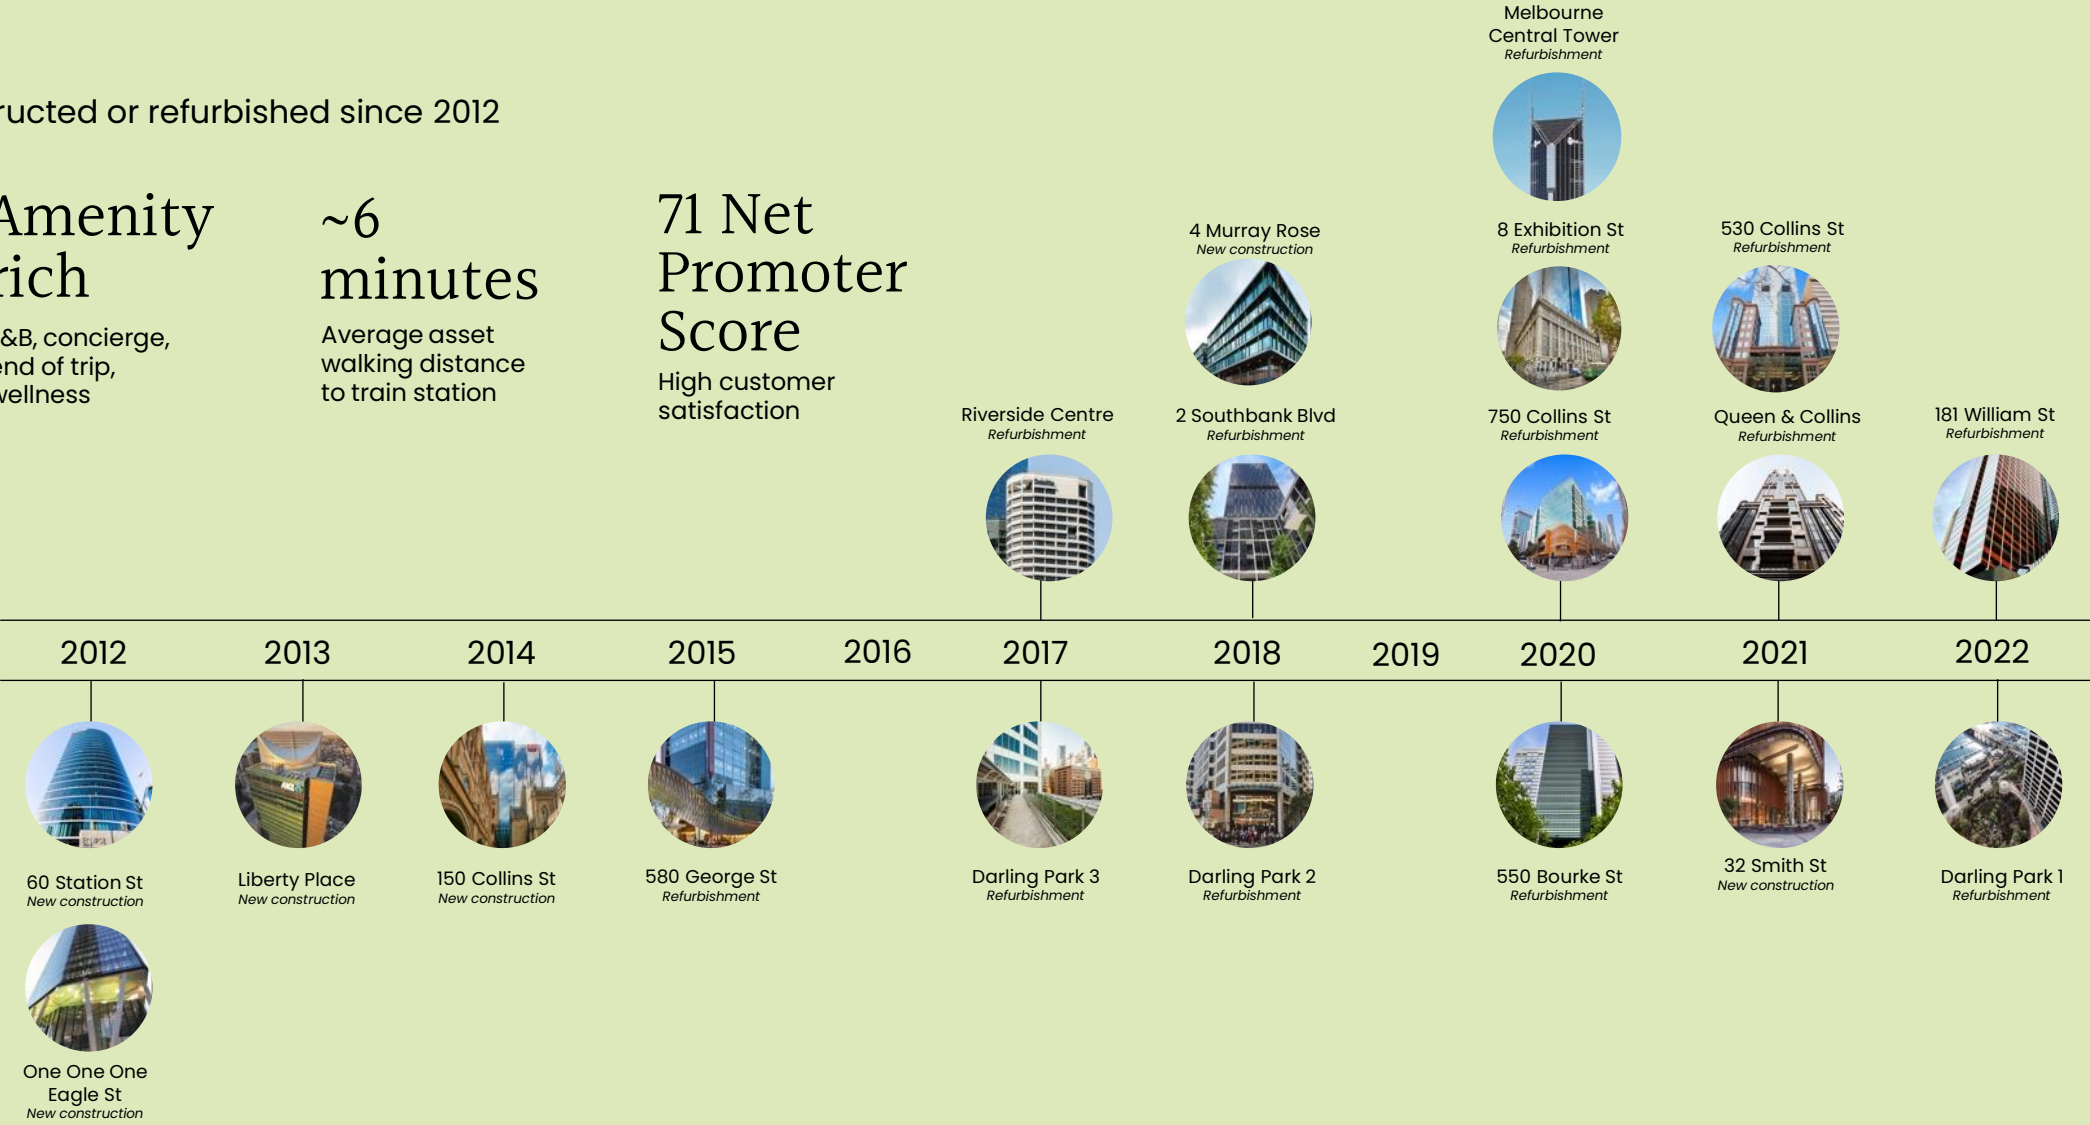 ructed or refurbished since 2012
Amenity
rich
&B, concierge,
end of trip,
wellness
~6
minutes
Average asset
walking distance
to train station
71 Net
Promoter
Score
High customer
satisfaction
Riverside Centre
Refurbishment
4 Murray Rose
New construction
2 Southbank Blvd
Refurbishment
Melbourne
Central Tower
Refurbishment
8 Exhibition St
Refurbishment
750 Collins St
Refurbishment
530 Collins St
Refurbishment
Queen & Collins
Refurbishment
181 William St
Refurbishment
Deloitte
2012 2013 2014 2015 2016 2017 2018 2019 2020 2021 2022
60 Station St
New construction
One One One
Eagle St
New construction
Liberty Place
New construction
150 Collins St
New construction
580 George St
Refurbishment
Darling Park 3
Refurbishment
Darling Park 2
Refurbishment
550 Bourke St
Refurbishment
32 Smith St
New construction
Darling Park 1
Refurbishment